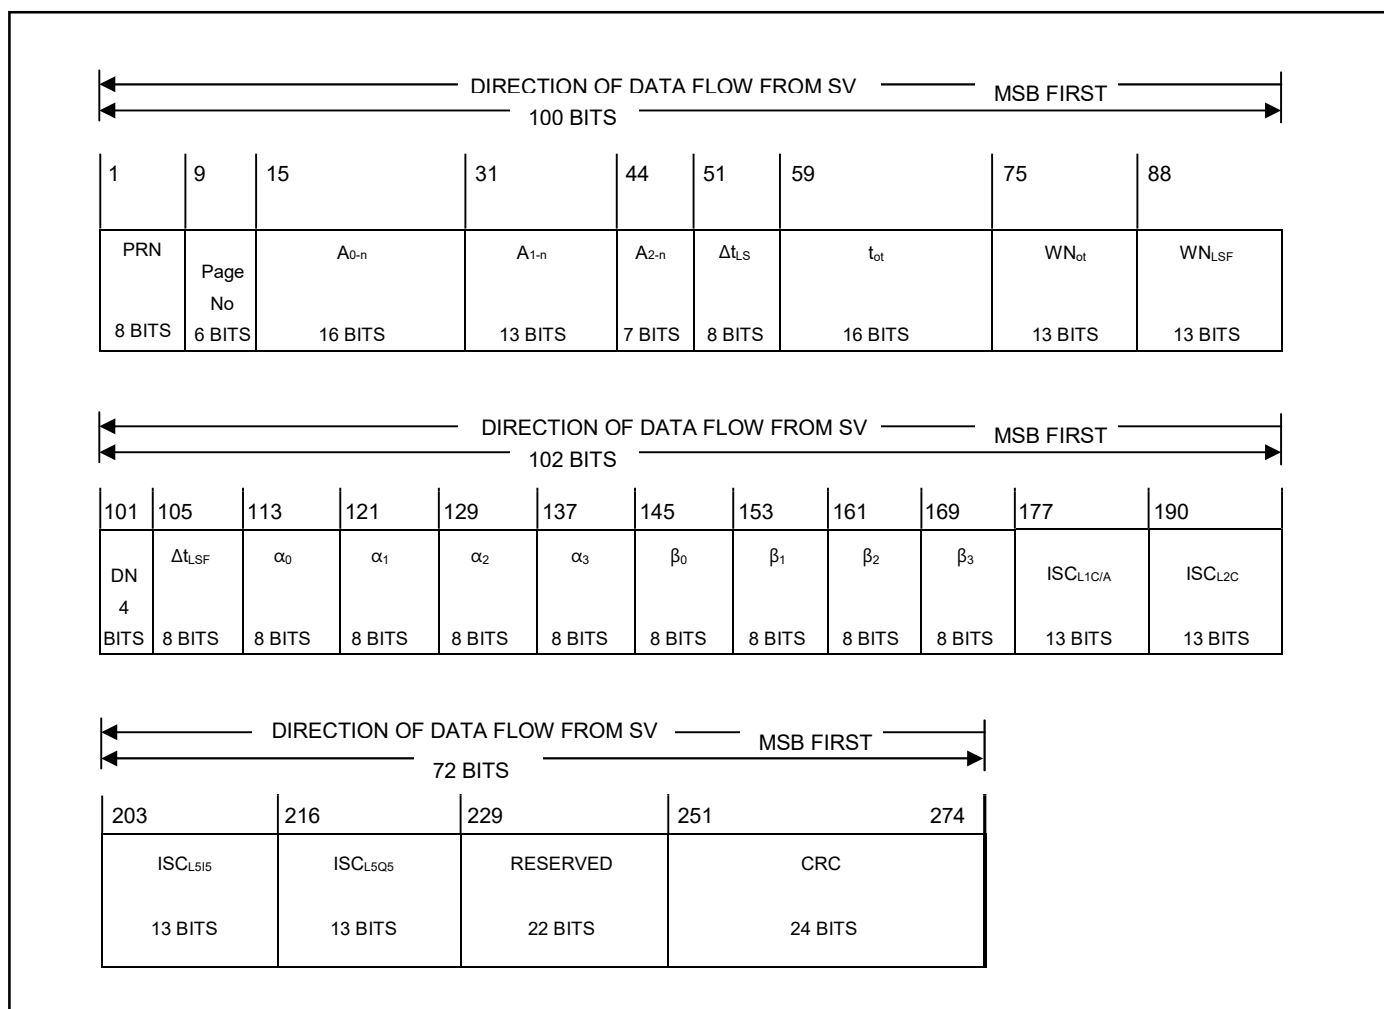 DIRECTION OF DATA FLOW FROM SV MSB FIRST
100 BITS
1 9 15 31 44 51 59 75 88
PRN A0-n A1-n A2-n ΔtLS tot WNot WNLSF
Page
No
8 BITS 6 BITS 16 BITS 13 BITS 7 BITS 8 BITS 16 BITS 13 BITS 13 BITS
DIRECTION OF DATA FLOW FROM SV MSB FIRST
102 BITS
101 105 113 121 129 137 145 153 161 169 177 190
ΔtLSF α0 α1 α2 α3 β0 β1 β2 β3
DN ISCL1C/A ISCL2C
4
BITS 8 BITS 8 BITS 8 BITS 8 BITS 8 BITS 8 BITS 8 BITS 8 BITS 8 BITS 13 BITS 13 BITS
DIRECTION OF DATA FLOW FROM SV MSB FIRST
72 BITS
203 216 229 251 274
ISCL5I5 ISCL5Q5 RESERVED CRC
13 BITS 13 BITS 22 BITS 24 BITS